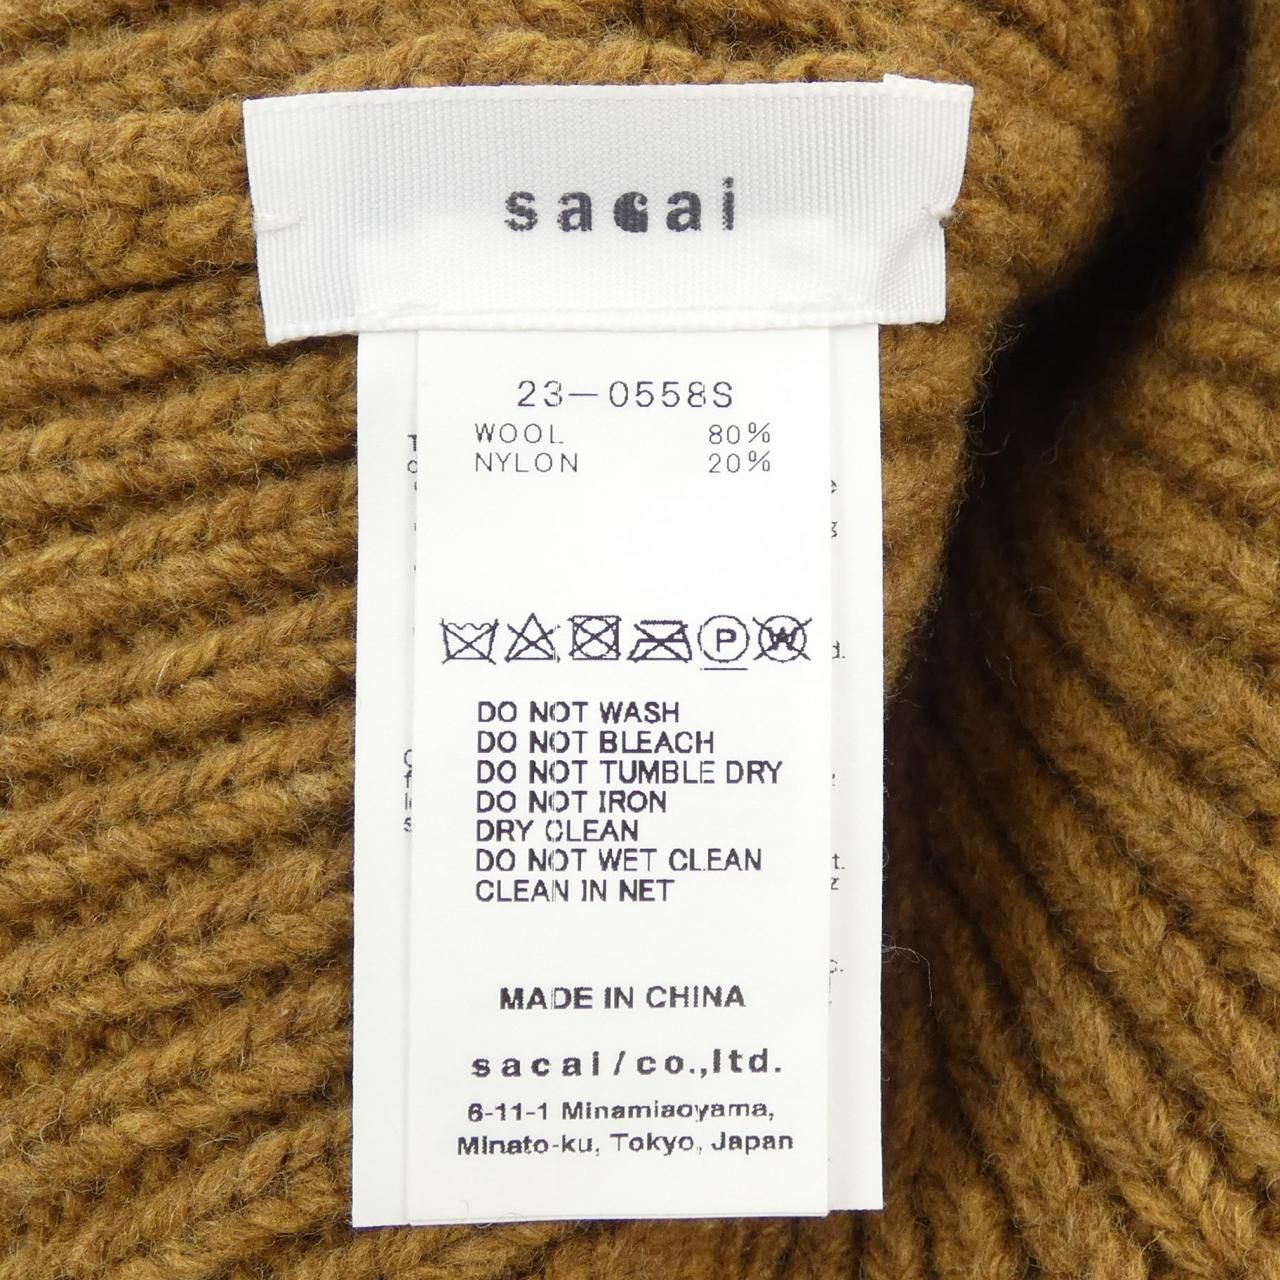 sacai
23-0558S
WOOL 80%
NYLON 20%
P W
DO NOT WASH
DO NOT BLEACH
DO NOT TUMBLE DRY
DO NOT IRON
DRY CLEAN
DO NOT WET CLEAN
CLEAN IN NET
MADE IN CHINA
sacai/co.,ltd.
6-11-1 Minamiaoyama,
Minato-ku, Tokyo, Japan